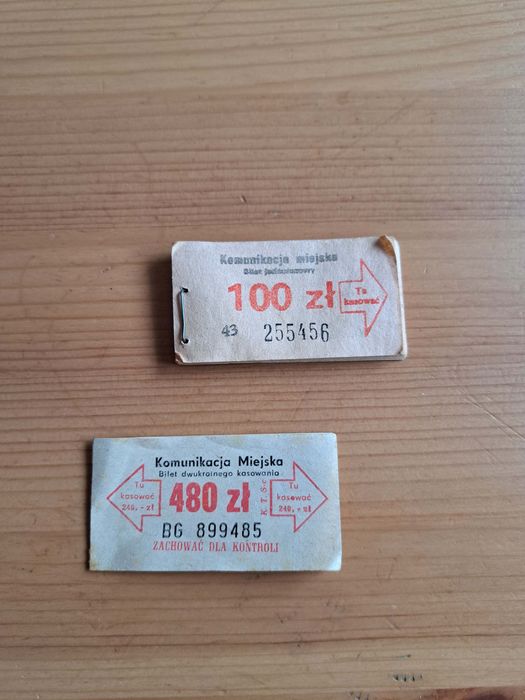 Komunikacja miejska
Bilet jednorazowy
100 zł
Tu
kasować
43 255456
Komunikacja Miejska
Bilet dwukrotnego kasowania
Tu
kasować
240,- zł
480 zł
K.T.Sc
Tu
kasować
240,- zł
BG 899485
ZACHOWAĆ DLA KONTROLI